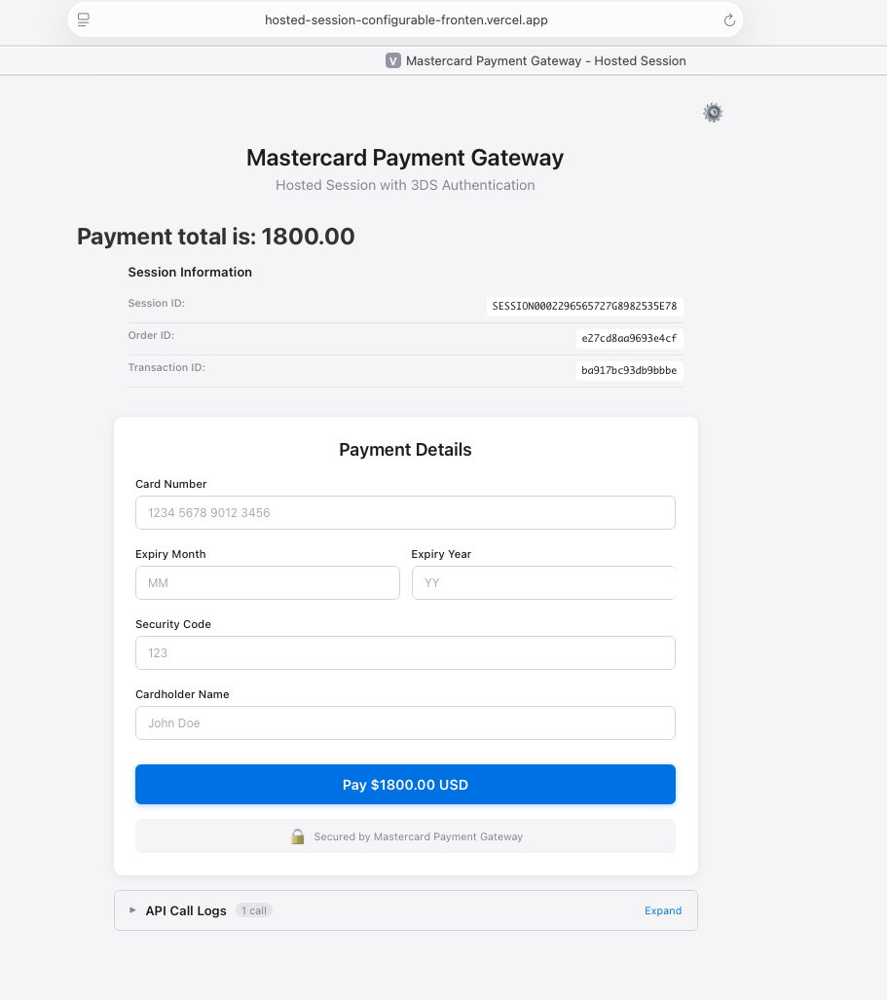 hosted-session-configurable-fronten.vercel.app
V Mastercard Payment Gateway - Hosted Session
Mastercard Payment Gateway
Hosted Session with 3DS Authentication
Payment total is: 1800.00
Session Information
Session ID: SESSION0002296565727G8982535E78
Order ID: e27cd8aa9693e4cf
Transaction ID: ba917bc93db9bbbe
Payment Details
Card Number
1234 5678 9012 3456
Expiry Month Expiry Year
MM YY
Security Code
123
Cardholder Name
John Doe
Pay $1800.00 USD
Secured by Mastercard Payment Gateway
API Call Logs 1 call Expand